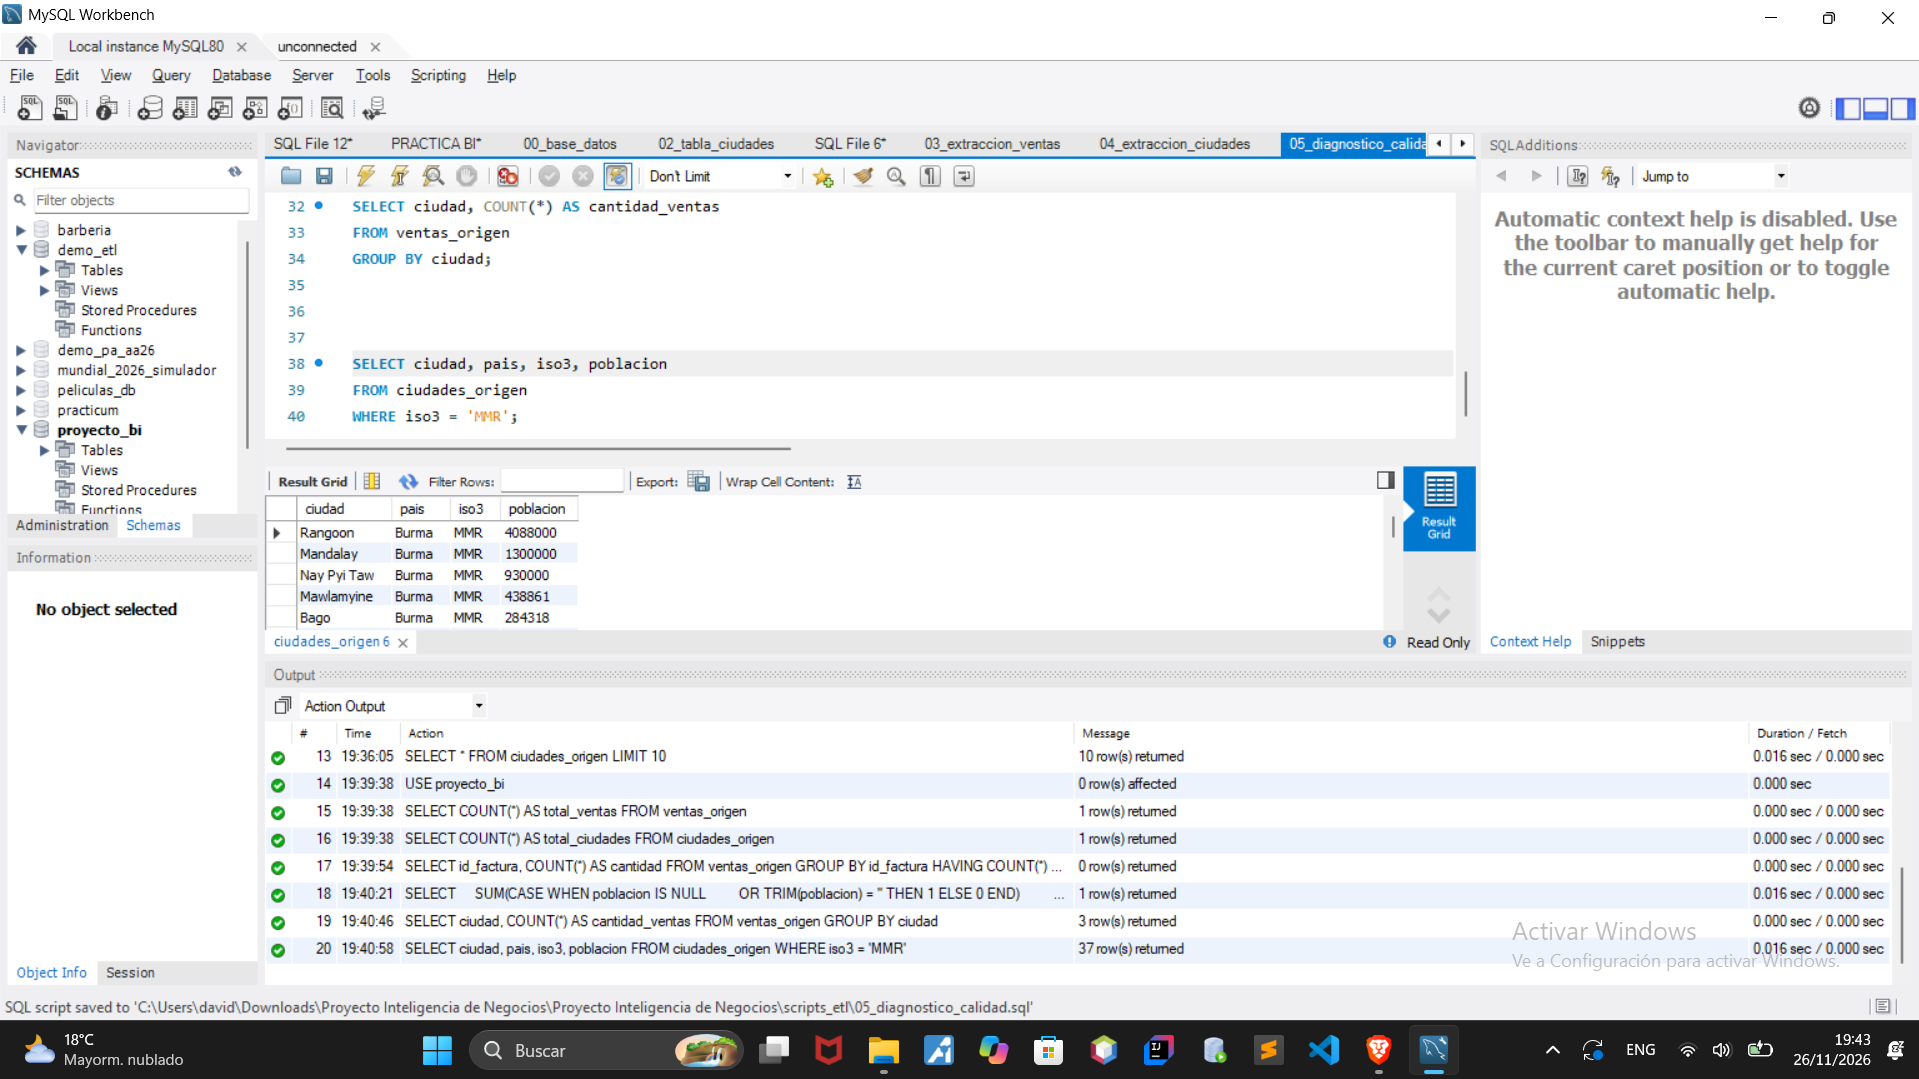 MySQL Workbench
Local instance MySQL80
unconnected
File Edit View Query Database Server Tools Scripting Help
Navigator
SCHEMAS
Filter objects
barberia
demo_etl
Tables
Views
Stored Procedures
Functions
demo_pa_aa26
mundial_2026_simulador
peliculas_db
practicum
proyecto_bi
Tables
Views
Stored Procedures
Functions
Administration Schemas
Information
No object selected
Object Info Session
SQL File 12* PRACTICA BI* 00_base_datos 02_tabla_ciudades SQL File 6* 03_extraccion_ventas 04_extraccion_ciudades 05_diagnostico_calida
Don't Limit
32 SELECT ciudad, COUNT(*) AS cantidad_ventas
33 FROM ventas_origen
34 GROUP BY ciudad;
35
36
37
38 SELECT ciudad, pais, iso3, poblacion
39 FROM ciudades_origen
40 WHERE iso3 = 'MMR';
Result Grid Filter Rows: Export: Wrap Cell Content:
ciudad pais iso3 poblacion
Rangoon Burma MMR 4088000
Mandalay Burma MMR 1300000
Nay Pyi Taw Burma MMR 930000
Mawlamyine Burma MMR 438861
Bago Burma MMR 284318
Result Grid
ciudades_origen 6
Read Only
SQLAdditions
Jump to
Automatic context help is disabled. Use
the toolbar to manually get help for
the current caret position or to toggle
automatic help.
Context Help Snippets
Output
Action Output
# Time Action Message Duration / Fetch
13 19:36:05 SELECT * FROM ciudades_origen LIMIT 10 10 row(s) returned 0.016 sec / 0.000 sec
14 19:39:38 USE proyecto_bi 0 row(s) affected 0.000 sec
15 19:39:38 SELECT COUNT(*) AS total_ventas FROM ventas_origen 1 row(s) returned 0.000 sec / 0.000 sec
16 19:39:38 SELECT COUNT(*) AS total_ciudades FROM ciudades_origen 1 row(s) returned 0.000 sec / 0.000 sec
17 19:39:54 SELECT id_factura, COUNT(*) AS cantidad FROM ventas_origen GROUP BY id_factura HAVING COUNT(*) ... 0 row(s) returned 0.000 sec / 0.000 sec
18 19:40:21 SELECT SUM(CASE WHEN poblacion IS NULL OR TRIM(poblacion) = '' THEN 1 ELSE 0 END) ... 1 row(s) returned 0.016 sec / 0.000 sec
19 19:40:46 SELECT ciudad, COUNT(*) AS cantidad_ventas FROM ventas_origen GROUP BY ciudad 3 row(s) returned 0.000 sec / 0.000 sec
20 19:40:58 SELECT ciudad, pais, iso3, poblacion FROM ciudades_origen WHERE iso3 = 'MMR' 37 row(s) returned 0.016 sec / 0.000 sec
Activar Windows
Ve a Configuración para activar Windows.
SQL script saved to 'C:\Users\david\Downloads\Proyecto Inteligencia de Negocios\Proyecto Inteligencia de Negocios\scripts_etl\05_diagnostico_calidad.sql'
18°C
Mayorm. nublado
Buscar
ENG
19:43
26/11/2026